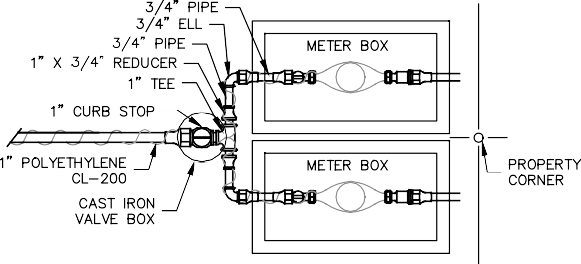 3/4" PIPE
3/4" ELL
3/4" PIPE
1" X 3/4" REDUCER
1" TEE
1" CURB STOP
1" POLYETHYLENE
CL-200
CAST IRON
VALVE BOX
METER BOX
METER BOX
PROPERTY
CORNER